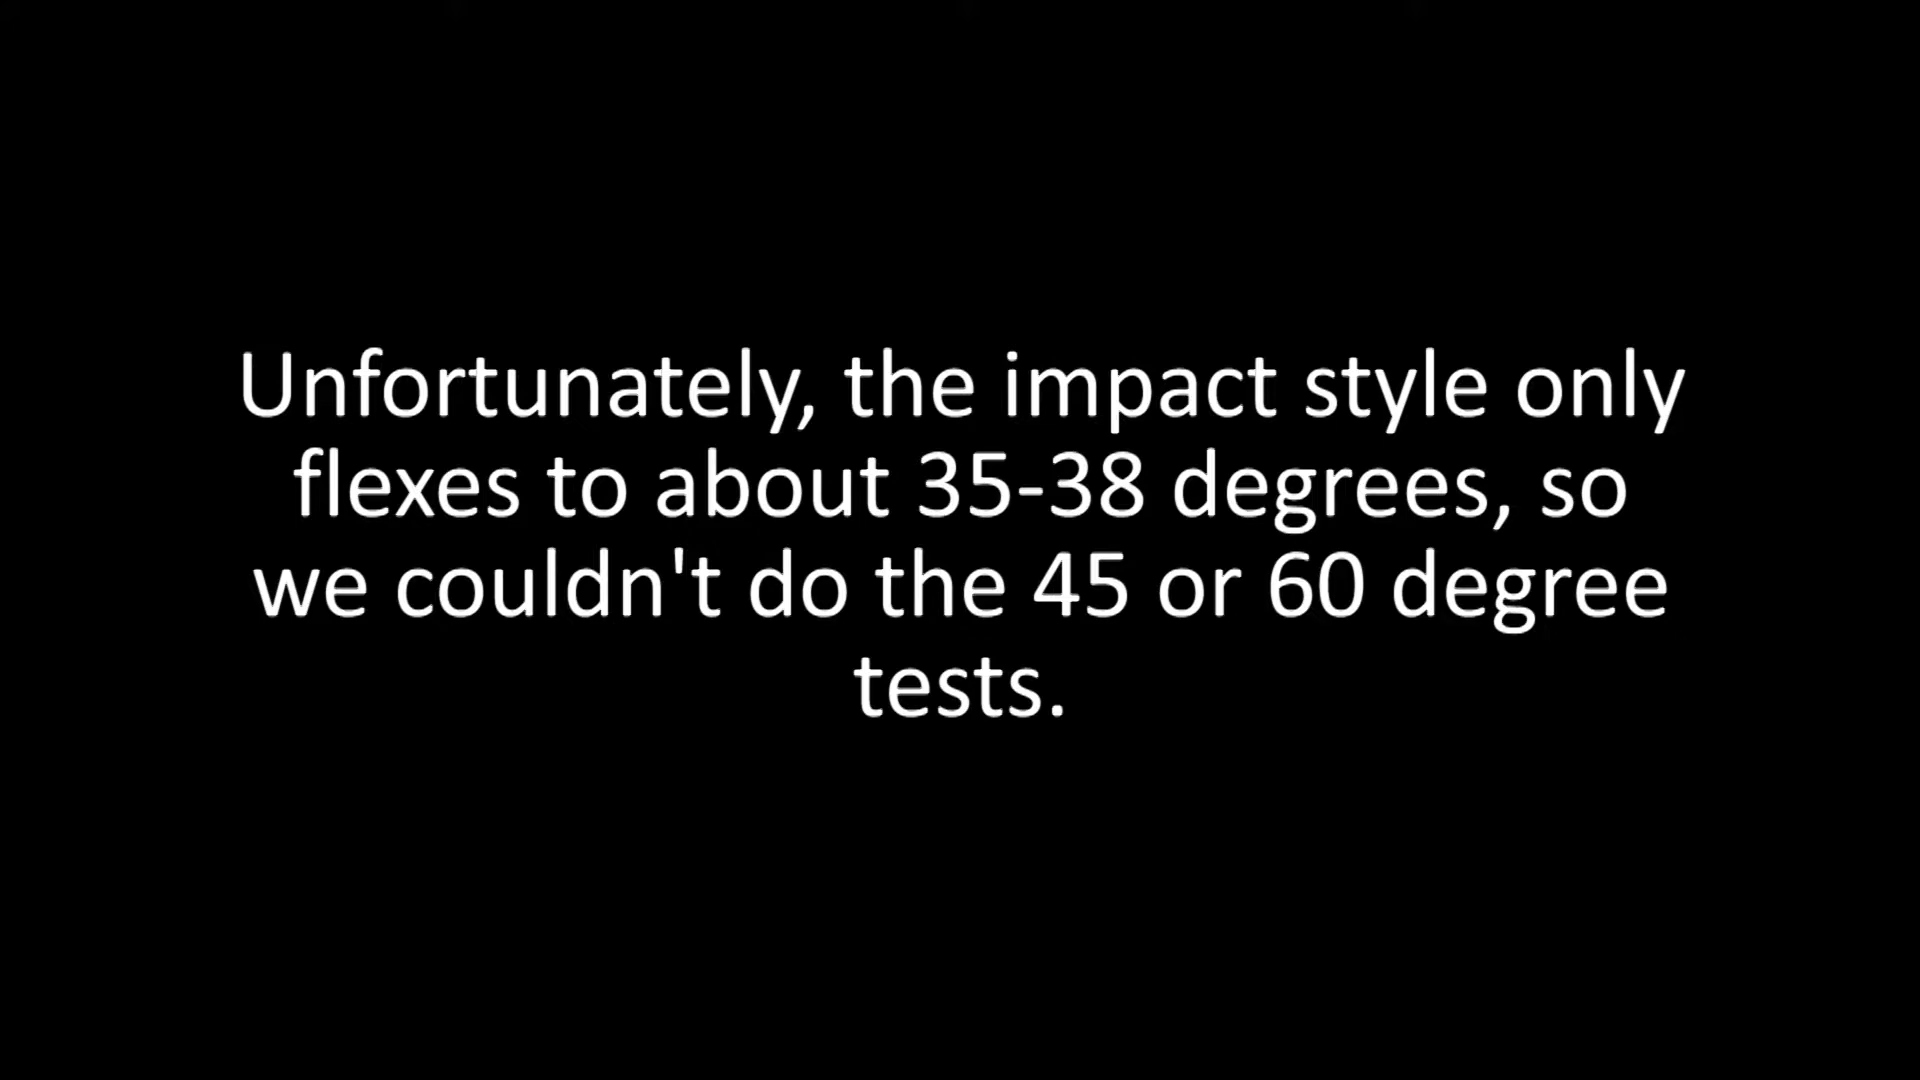 Unfortunately, the impact style only
flexes to about 35-38 degrees, so
we couldn't do the 45 or 60 degree
tests.